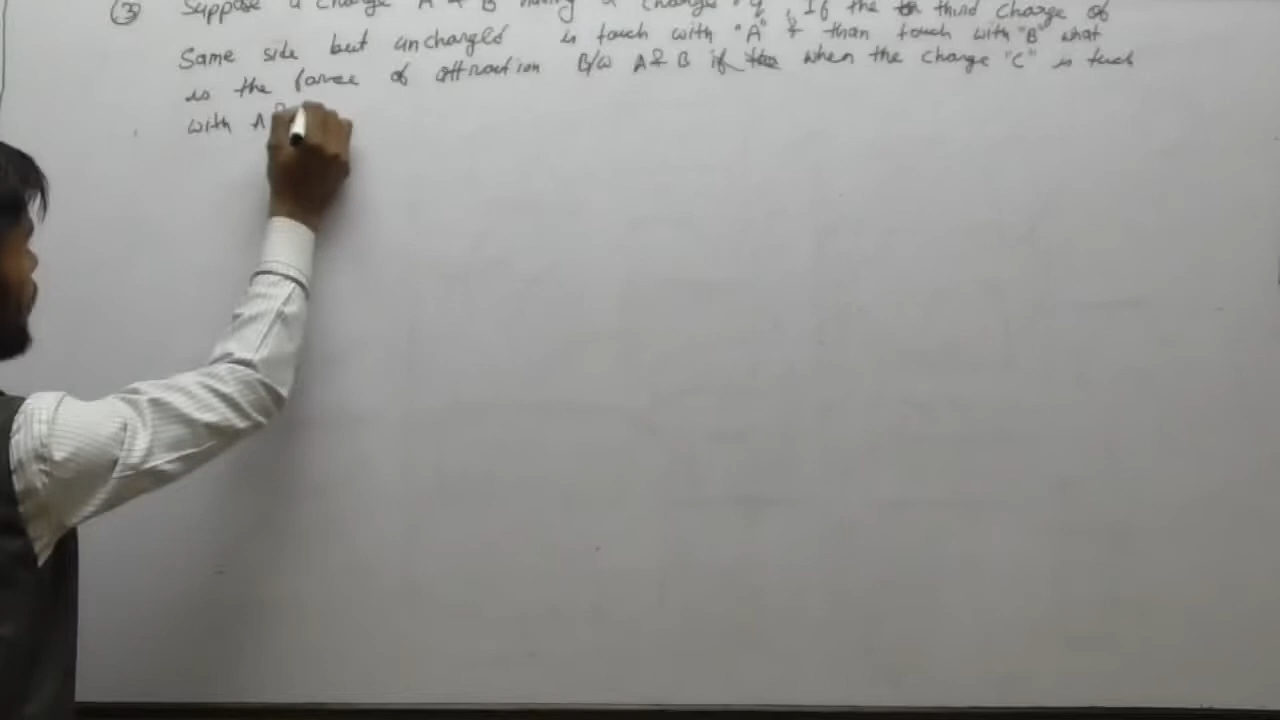 (3) Suppose a charge A & B having a charge q, If the third charge of
Same side but uncharged is touch with "A" & than touch with "B" what
is the force of attraction B/w A & B if the when the charge "C" is touch
with A